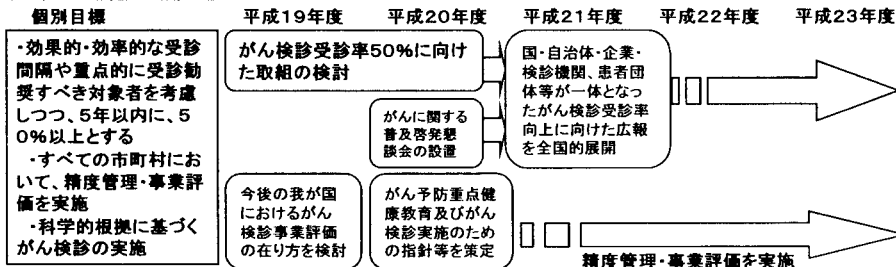 個別目標 平成19年度 平成20年度 平成21年度 平成22年度 平成23年度
・効果的・効率的な受診
間隔や重点的に受診勧
奨すべき対象者を考慮
しつつ、5年以内に、5
0%以上とする
・すべての市町村にお
いて、精度管理・事業評
価を実施
・科学的根拠に基づく
がん検診の実施
がん検診受診率50%に向け
た取組の検討
がんに関する
普及啓発懇
談会の設置
国・自治体・企業・
検診機関、患者団
体等が一体となっ
たがん検診受診率
向上に向けた広報
を全国的展開
今後の我が国
におけるがん
検診事業評価
の在り方を検討
がん予防重点健
康教育及びがん
検診実施のため
の指針等を策定
精度管理・事業評価を実施